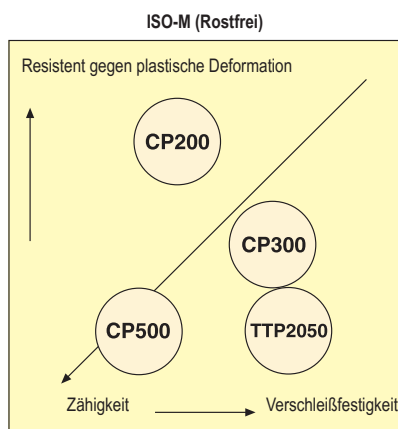 ISO-M (Rostfrei)
Resistent gegen plastische Deformation
CP200
CP300
CP500
TTP2050
Zähigkeit
Verschleißfestigkeit